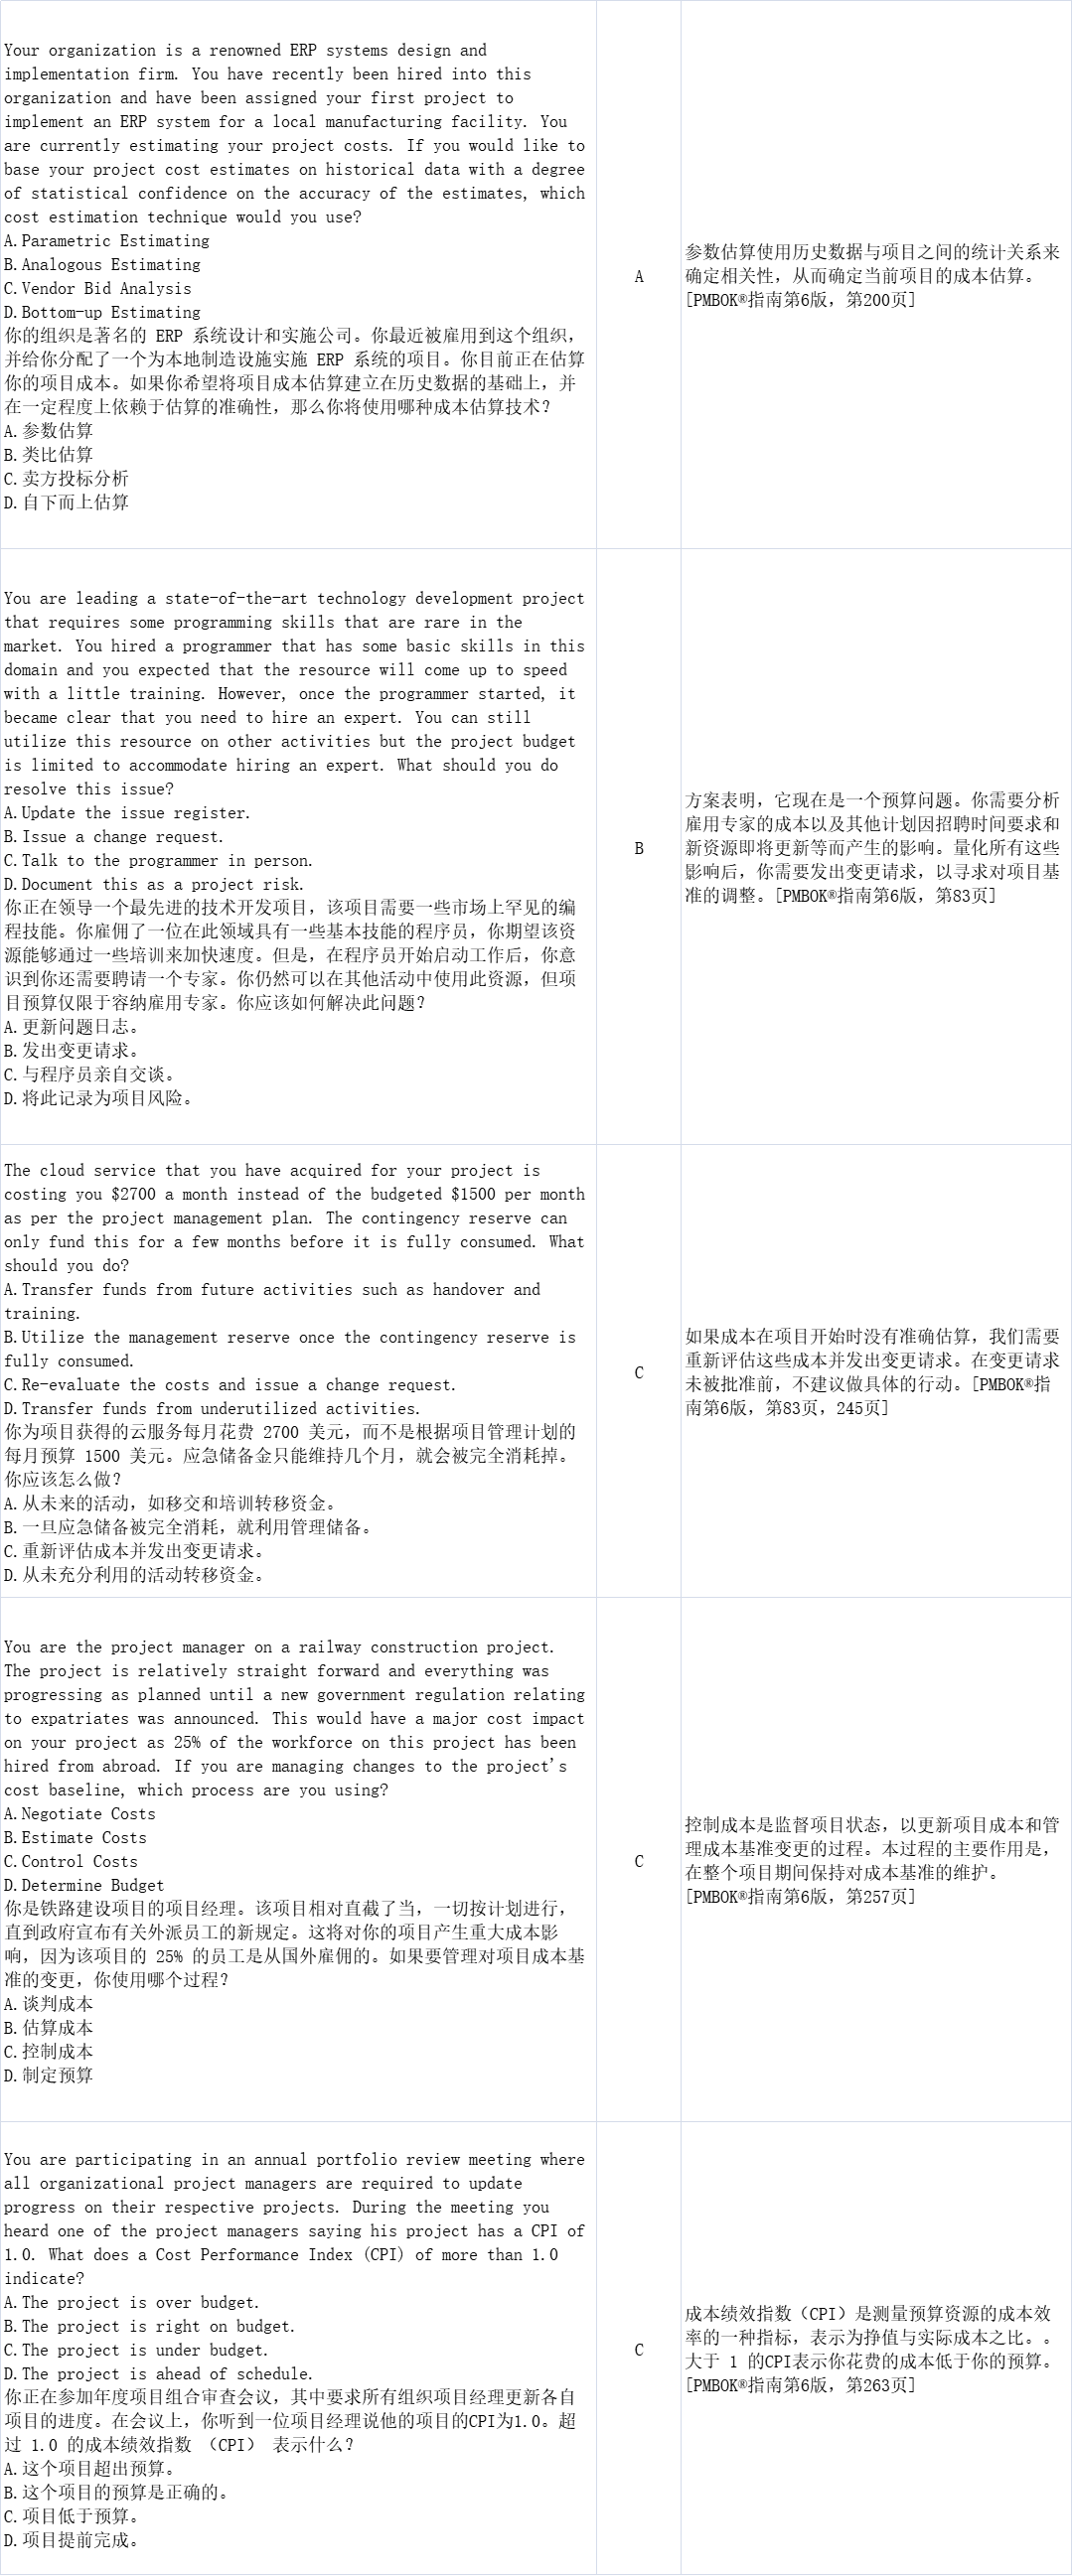 Your organization is a renowned ERP systems design and
implementation firm. You have recently been hired into this
organization and have been assigned your first project to
implement an ERP system for a local manufacturing facility. You
are currently estimating your project costs. If you would like to
base your project cost estimates on historical data with a degree
of statistical confidence on the accuracy of the estimates, which
cost estimation technique would you use?
A.Parametric Estimating
B.Analogous Estimating
C.Vendor Bid Analysis
D.Bottom-up Estimating
你的组织是著名的 ERP 系统设计和实施公司。你最近被雇用到这个组织，
并给你分配了一个为本地制造设施实施 ERP 系统的项目。你目前正在估算
你的项目成本。如果你希望将项目成本估算建立在历史数据的基础上，并
在一定程度上依赖于估算的准确性，那么你将使用哪种成本估算技术？
A.参数估算
B.类比估算
C.卖方投标分析
D.自下而上估算
A
参数估算使用历史数据与项目之间的统计关系来
确定相关性，从而确定当前项目的成本估算。
[PMBOK®指南第6版，第200页]
You are leading a state-of-the-art technology development project
that requires some programming skills that are rare in the
market. You hired a programmer that has some basic skills in this
domain and you expected that the resource will come up to speed
with a little training. However, once the programmer started, it
became clear that you need to hire an expert. You can still
utilize this resource on other activities but the project budget
is limited to accommodate hiring an expert. What should you do
resolve this issue?
A.Update the issue register.
B.Issue a change request.
C.Talk to the programmer in person.
D.Document this as a project risk.
你正在领导一个最先进的技术开发项目，该项目需要一些市场上罕见的编
程技能。你雇佣了一位在此领域具有一些基本技能的程序员，你期望该资
源能够通过一些培训来加快速度。但是，在程序员开始启动工作后，你意
识到你还需要聘请一个专家。你仍然可以在其他活动中使用此资源，但项
目预算仅限于容纳雇用专家。你应该如何解决此问题？
A.更新问题日志。
B.发出变更请求。
C.与程序员亲自交谈。
D.将此记录为项目风险。
B
方案表明，它现在是一个预算问题。你需要分析
雇用专家的成本以及其他计划因招聘时间要求和
新资源即将更新等而产生的影响。量化所有这些
影响后，你需要发出变更请求，以寻求对项目基
准的调整。[PMBOK®指南第6版，第83页]
The cloud service that you have acquired for your project is
costing you $2700 a month instead of the budgeted $1500 per month
as per the project management plan. The contingency reserve can
only fund this for a few months before it is fully consumed. What
should you do?
A.Transfer funds from future activities such as handover and
training.
B.Utilize the management reserve once the contingency reserve is
fully consumed.
C.Re-evaluate the costs and issue a change request.
D.Transfer funds from underutilized activities.
你为项目获得的云服务每月花费 2700 美元，而不是根据项目管理计划的
每月预算 1500 美元。应急储备金只能维持几个月，就会被完全消耗掉。
你应该怎么做？
A.从未来的活动，如移交和培训转移资金。
B.一旦应急储备被完全消耗，就利用管理储备。
C.重新评估成本并发出变更请求。
D.从未充分利用的活动转移资金。
C
如果成本在项目开始时没有准确估算，我们需要
重新评估这些成本并发出变更请求。在变更请求
未被批准前，不建议做具体的行动。[PMBOK®指
南第6版，第83页，245页]
You are the project manager on a railway construction project.
The project is relatively straight forward and everything was
progressing as planned until a new government regulation relating
to expatriates was announced. This would have a major cost impact
on your project as 25% of the workforce on this project has been
hired from abroad. If you are managing changes to the project's
cost baseline, which process are you using?
A.Negotiate Costs
B.Estimate Costs
C.Control Costs
D.Determine Budget
你是铁路建设项目的项目经理。该项目相对直截了当，一切按计划进行，
直到政府宣布有关外派员工的新规定。这将对你的项目产生重大成本影
响，因为该项目的 25% 的员工是从国外雇佣的。如果要管理对项目成本基
准的变更，你使用哪个过程？
A.谈判成本
B.估算成本
C.控制成本
D.制定预算
C
控制成本是监督项目状态，以更新项目成本和管
理成本基准变更的过程。本过程的主要作用是，
在整个项目期间保持对成本基准的维护。
[PMBOK®指南第6版，第257页]
You are participating in an annual portfolio review meeting where
all organizational project managers are required to update
progress on their respective projects. During the meeting you
heard one of the project managers saying his project has a CPI of
1.0. What does a Cost Performance Index (CPI) of more than 1.0
indicate?
A.The project is over budget.
B.The project is right on budget.
C.The project is under budget.
D.The project is ahead of schedule.
你正在参加年度项目组合审查会议，其中要求所有组织项目经理更新各自
项目的进度。在会议上，你听到一位项目经理说他的项目的CPI为1.0。超
过 1.0 的成本绩效指数 （CPI） 表示什么？
A.这个项目超出预算。
B.这个项目的预算是正确的。
C.项目低于预算。
D.项目提前完成。
C
成本绩效指数（CPI）是测量预算资源的成本效
率的一种指标，表示为挣值与实际成本之比。。
大于 1 的CPI表示你花费的成本低于你的预算。
[PMBOK®指南第6版，第263页]